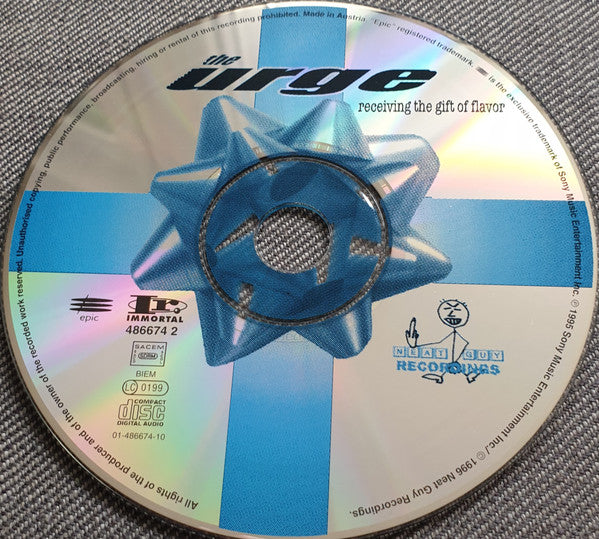 the
urge
receiving the gift of flavor
epic
Ir.
IMMORTAL
486674 2
SACEM
BIEM
LC 0199
COMPACT
disc
DIGITAL AUDIO
01-486674-10
NEAT GUY
RECORDINGS
All rights of the producer and of the owner of the recorded work reserved. Unauthorised copying, public performance, broadcasting, hiring or rental of this recording prohibited. Made in Austria "Epic" registered trademark. is the exclusive trademark of Sony Music Entertainment Inc. ℗ 1995 Sony Music Entertainment Inc./ © 1996 Neat Guy Recordings.